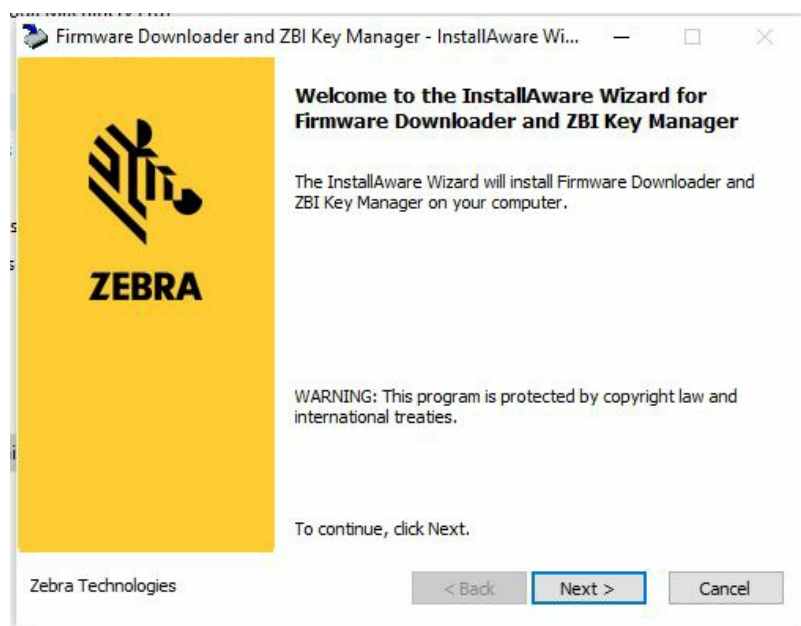 Firmware Downloader and ZBI Key Manager - InstallAware Wi...
Welcome to the InstallAware Wizard for
Firmware Downloader and ZBI Key Manager
The InstallAware Wizard will install Firmware Downloader and
ZBI Key Manager on your computer.
ZEBRA
WARNING: This program is protected by copyright law and
international treaties.
To continue, click Next.
Zebra Technologies
< Back
Next >
Cancel